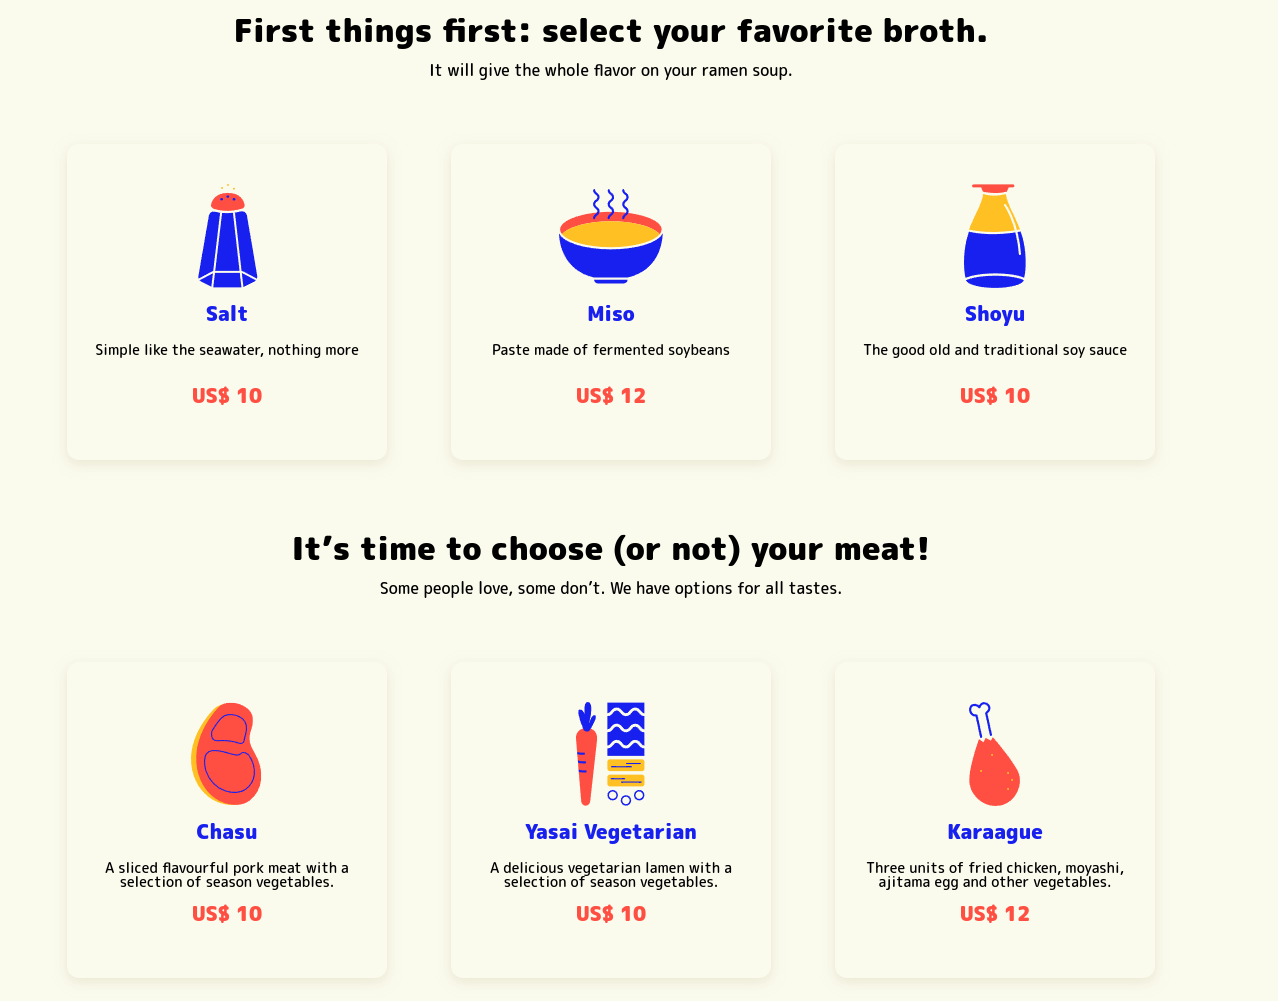 First things first: select your favorite broth.
It will give the whole flavor on your ramen soup.
Salt
Simple like the seawater, nothing more
US$ 10
Miso
Paste made of fermented soybeans
US$ 12
Shoyu
The good old and traditional soy sauce
US$ 10
It’s time to choose (or not) your meat!
Some people love, some don’t. We have options for all tastes.
Chasu
A sliced flavourful pork meat with a
selection of season vegetables.
US$ 10
Yasai Vegetarian
A delicious vegetarian lamen with a
selection of season vegetables.
US$ 10
Karaague
Three units of fried chicken, moyashi,
ajitama egg and other vegetables.
US$ 12